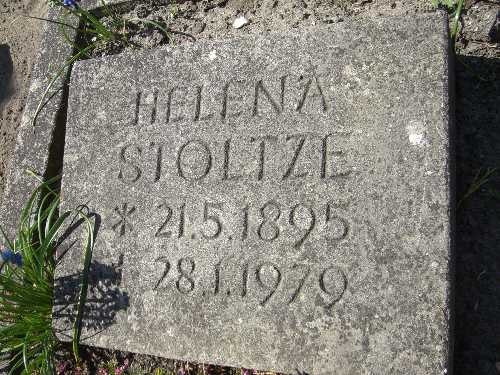 HELENA
STOLTZE
* 21.5.1895
† 28.1.1979